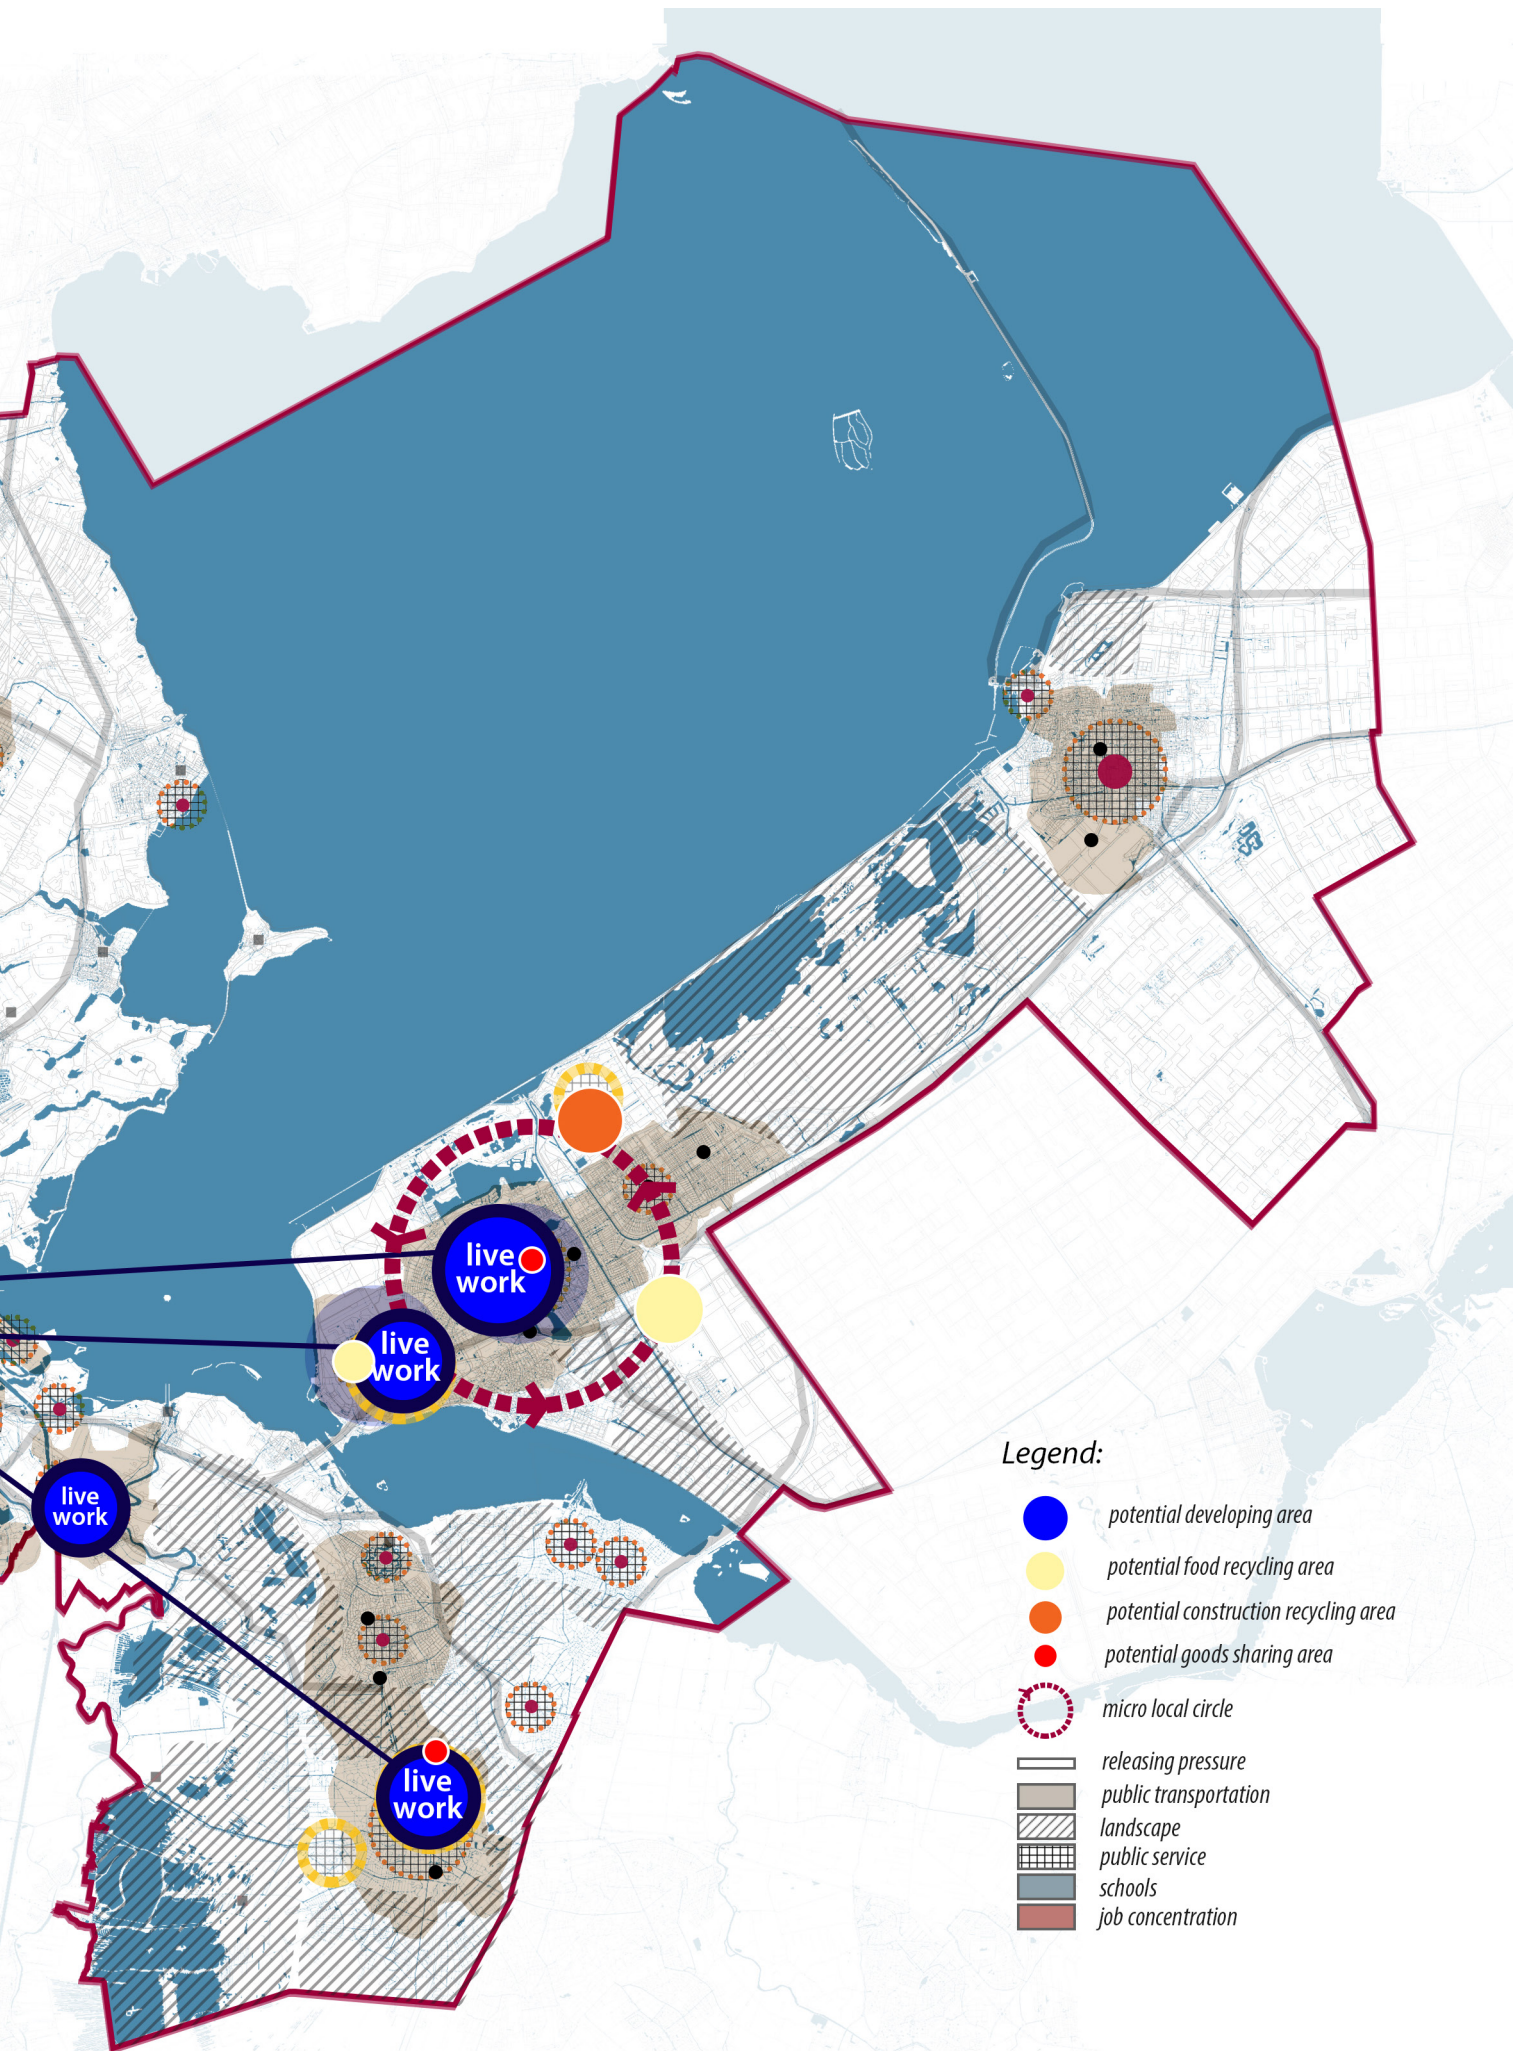 live
work
live
work
live
work
live
work
Legend:
potential developing area
potential food recycling area
potential construction recycling area
potential goods sharing area
micro local circle
releasing pressure
public transportation
landscape
public service
schools
job concentration